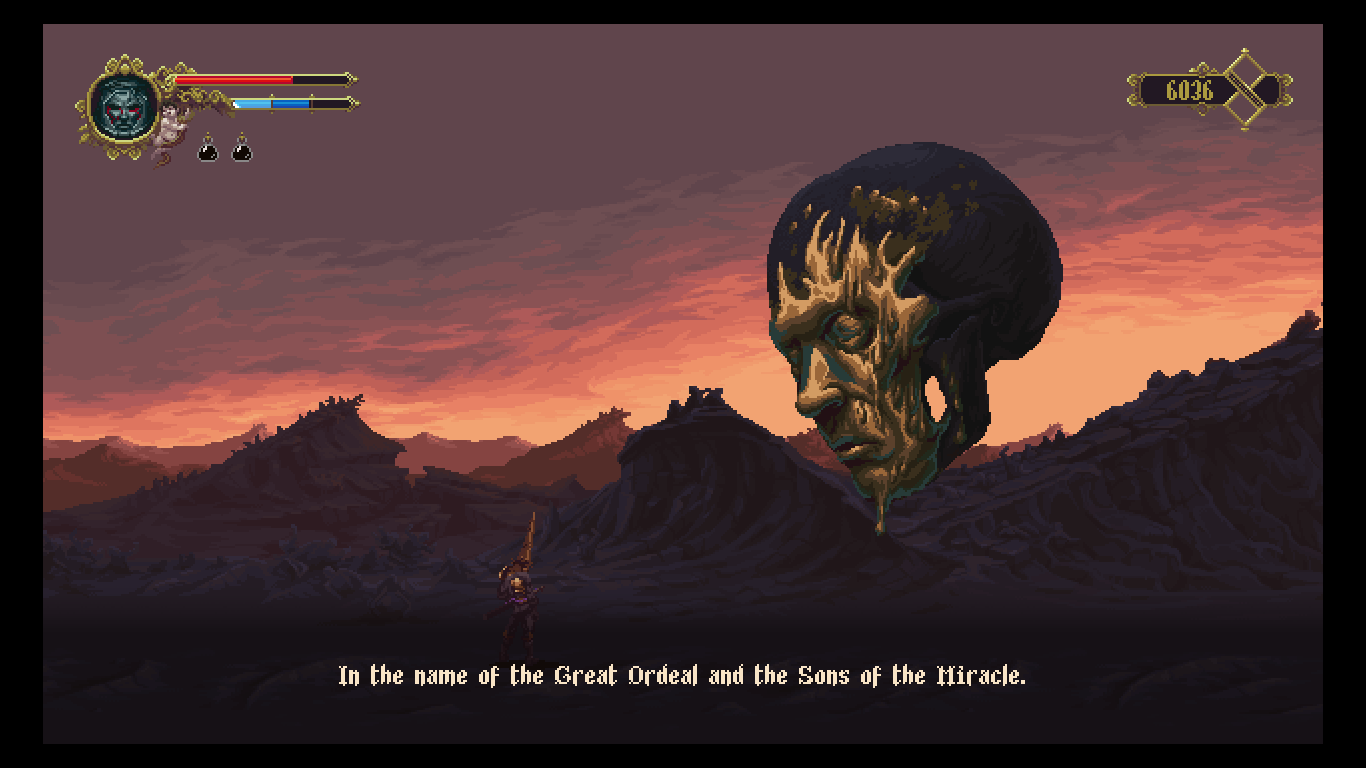 6036
In the name of the Great Ordeal and the Sons of the Miracle.